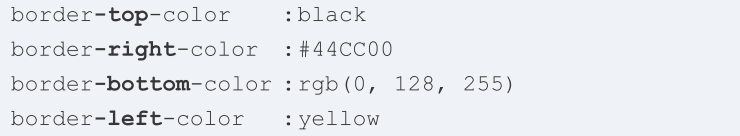 border-top-color :black
border-right-color :#44CC00
border-bottom-color :rgb(0, 128, 255)
border-left-color :yellow